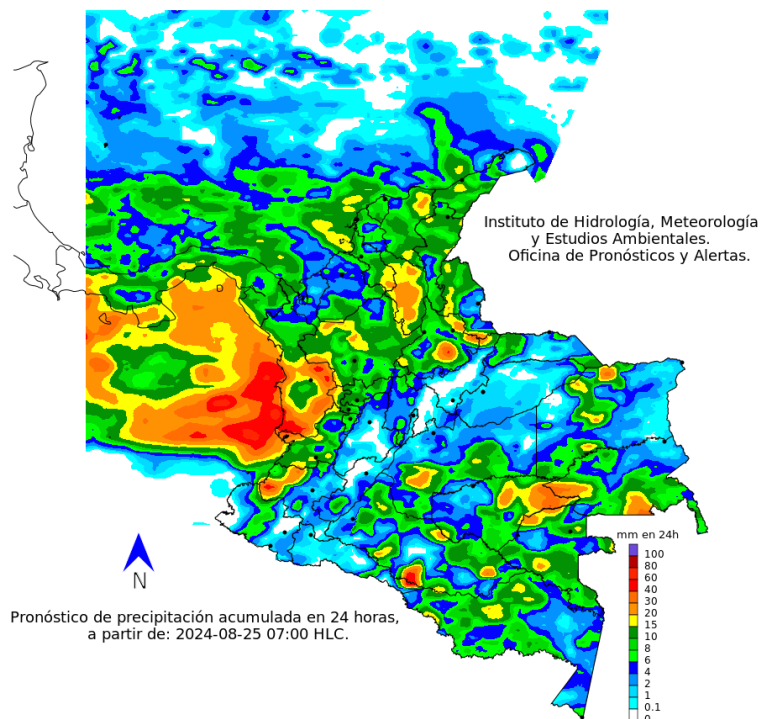 Instituto de Hidrología, Meteorología
y Estudios Ambientales.
Oficina de Pronósticos y Alertas.
mm en 24h
100
80
60
40
30
20
15
10
8
6
4
2
1
0.1
0
N
Pronóstico de precipitación acumulada en 24 horas,
a partir de: 2024-08-25 07:00 HLC.